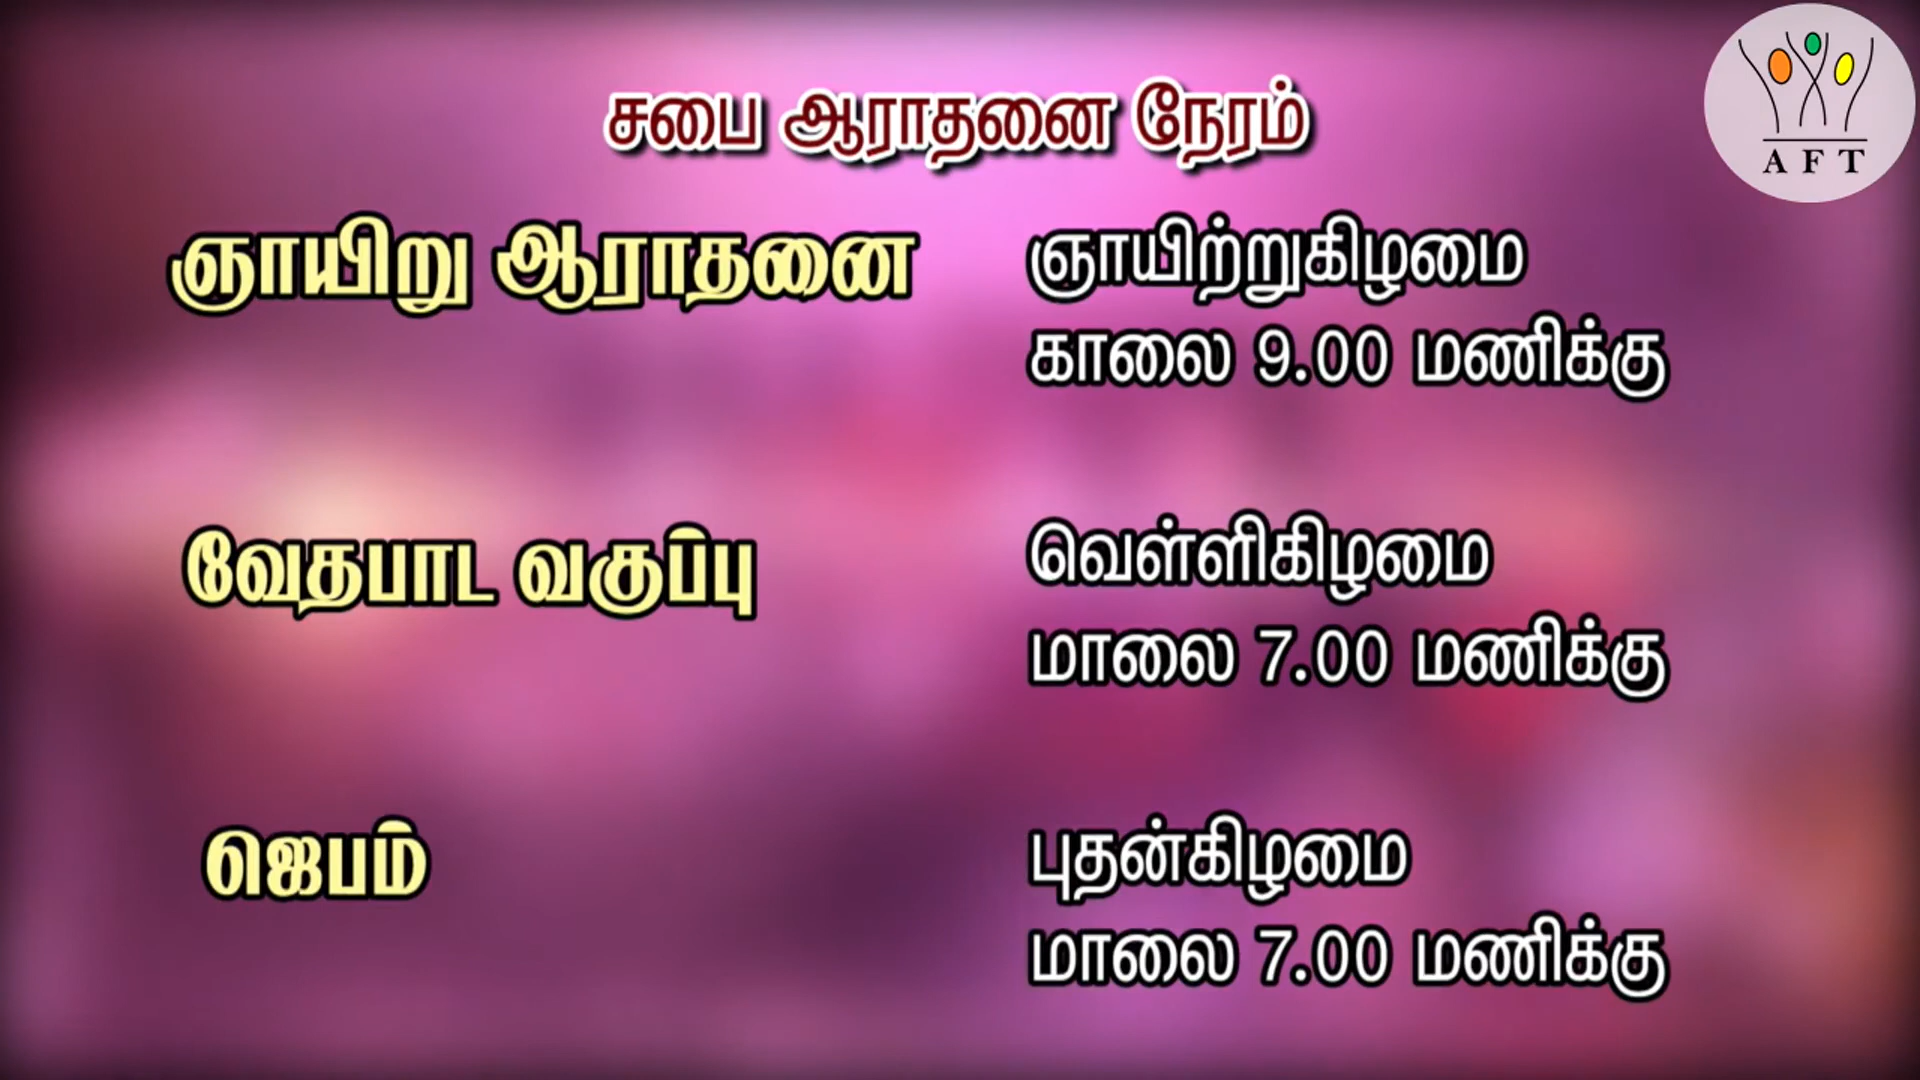 சபை ஆராதனை நேரம்
AFT
ஞாயிறு ஆராதனை
ஞாயிற்றுகிழமை
காலை 9.00 மணிக்கு
வேதபாட வகுப்பு
வெள்ளிகிழமை
மாலை 7.00 மணிக்கு
ஜெபம்
புதன்கிழமை
மாலை 7.00 மணிக்கு